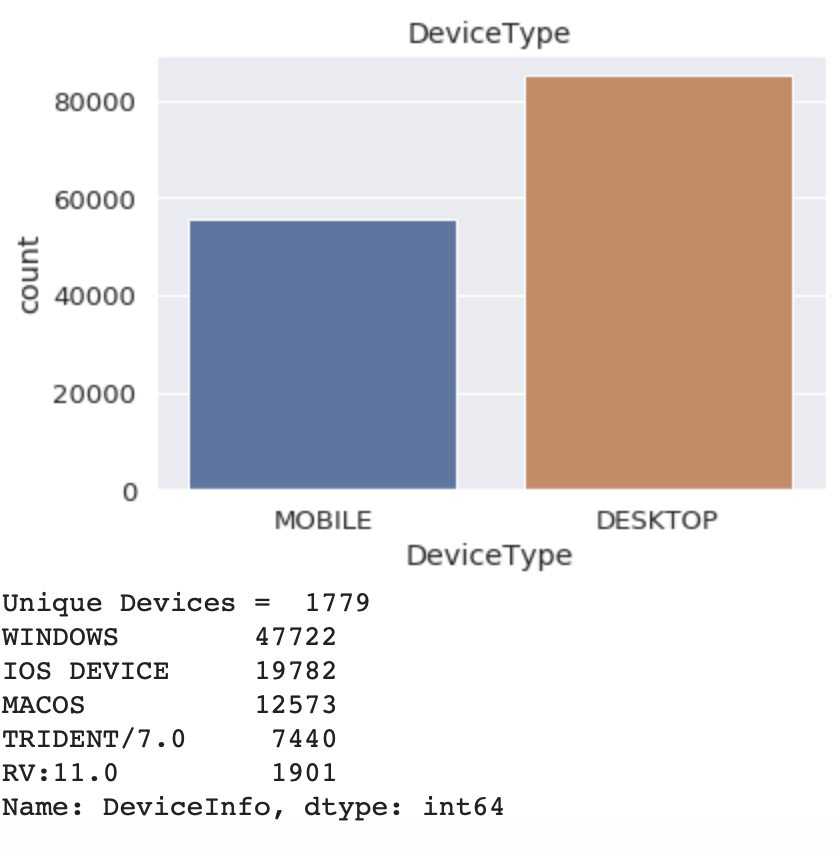 DeviceType
80000
60000
40000
20000
0
count
MOBILE DESKTOP
DeviceType
Unique Devices =  1779
WINDOWS        47722
IOS DEVICE     19782
MACOS          12573
TRIDENT/7.0     7440
RV:11.0         1901
Name: DeviceInfo, dtype: int64